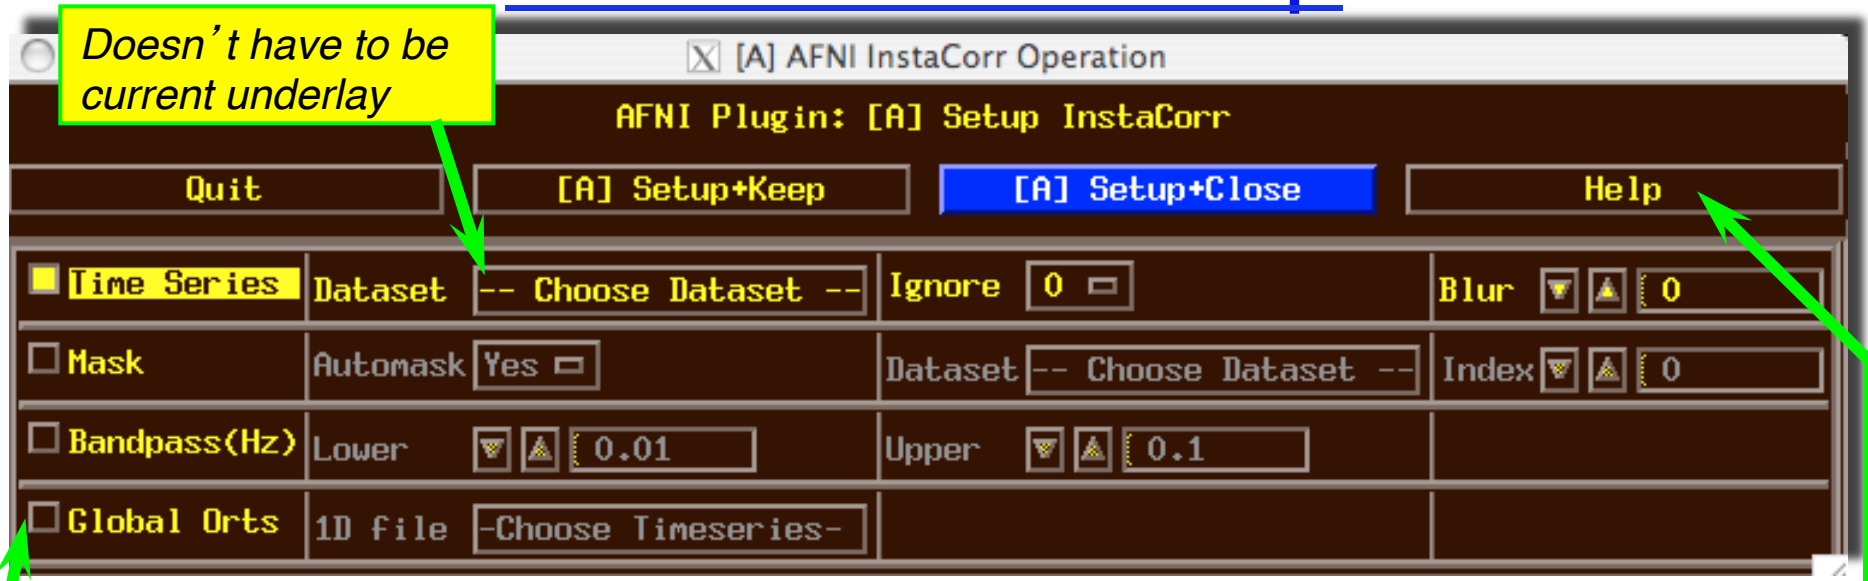 Doesn’t have to be
current underlay
[A] AFNI InstaCorr Operation
AFNI Plugin: [A] Setup InstaCorr
Quit [A] Setup+Keep [A] Setup+Close Help
Time Series Dataset -- Choose Dataset -- Ignore 0 Blur 0
Mask Automask Yes Dataset -- Choose Dataset -- Index 0
Bandpass(Hz) Lower 0.01 Upper 0.1
Global Orts 1D file -Choose Timeseries-